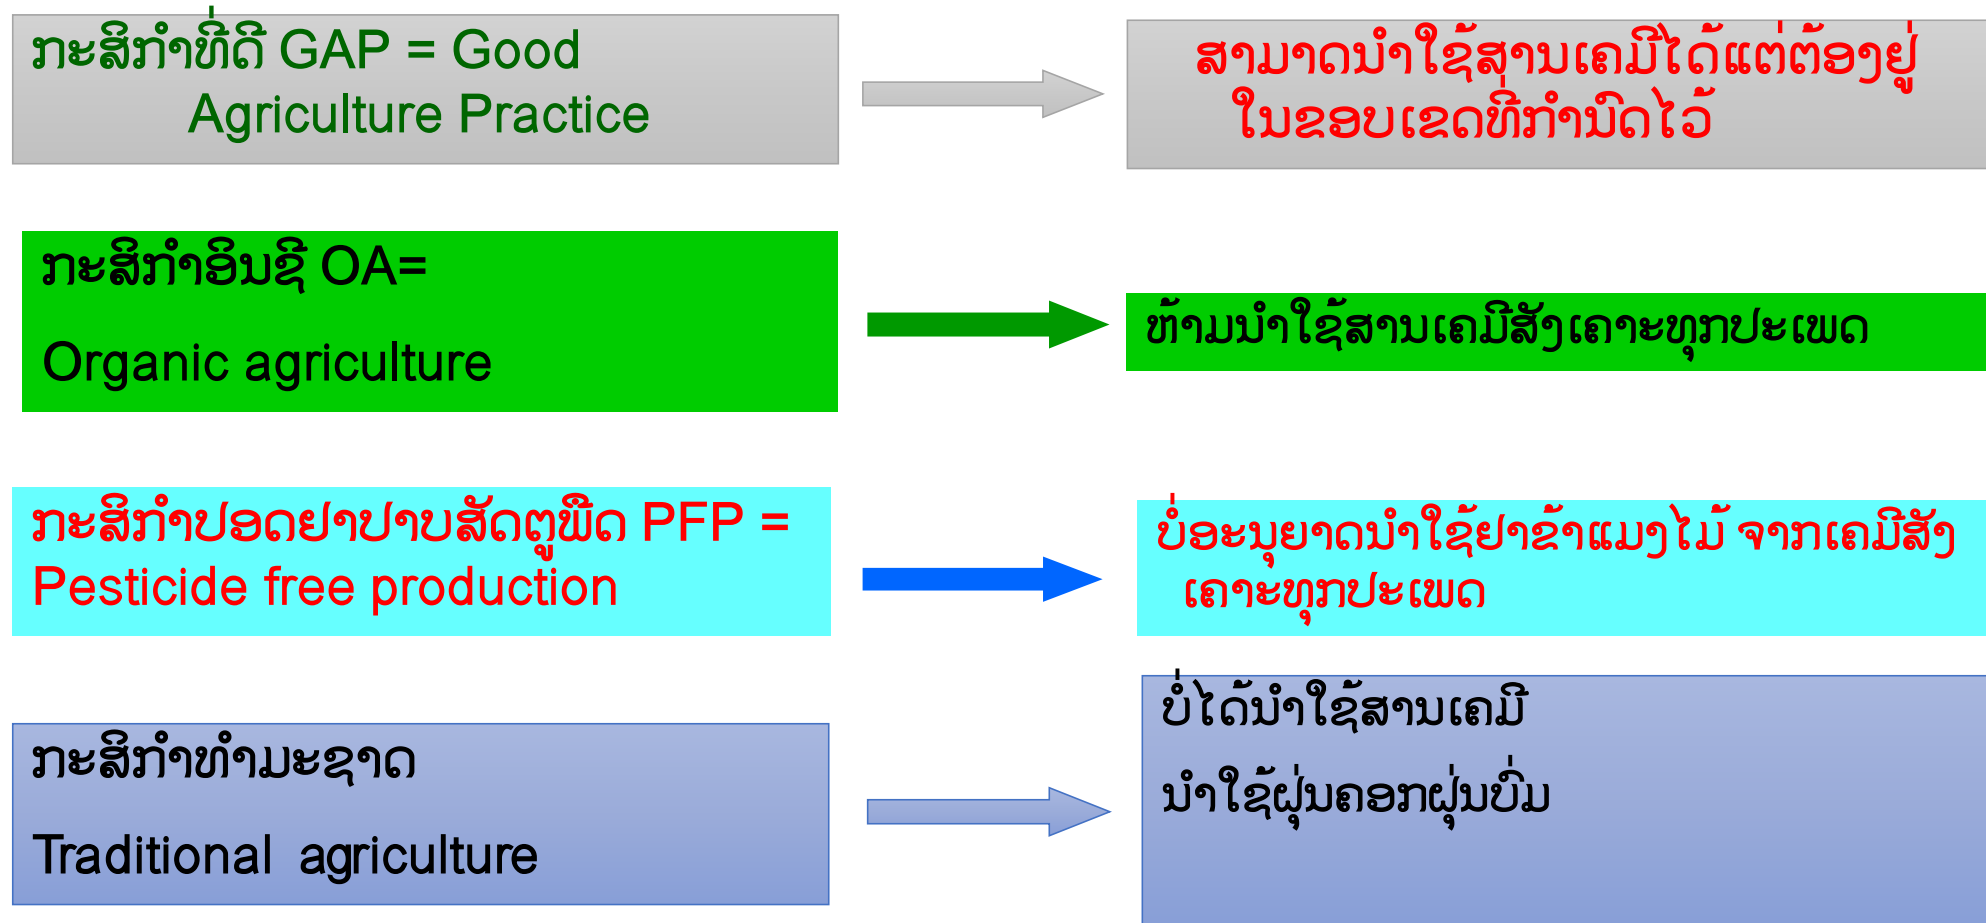 ກະສິກຳທີ່ດີ GAP = Good
Agriculture Practice
ສາມາດນຳໃຊ້ສານເຄມີໄດ້ແຕ່ຕ້ອງຢູ່
ໃນຂອບເຂດທີ່ກຳນົດໄວ້
ກະສິກຳອິນຊີ OA=
Organic agriculture
ຫ້າມນຳໃຊ້ສານເຄມີສັງເຄາະທຸກປະເພດ
ກະສິກຳປອດຢາປາບສັດຕູພືດ PFP =
Pesticide free production
ບໍ່ອະນຸຍາດນຳໃຊ້ຢາຂ້າແມງໄມ້ ຈາກເຄມີສັງ
ເຄາະທຸກປະເພດ
ກະສິກຳທຳມະຊາດ
Traditional agriculture
ບໍ່ໄດ້ນຳໃຊ້ສານເຄມີ
ນຳໃຊ້ຝຸ່ນຄອກຝຸ່ນບົ່ມ